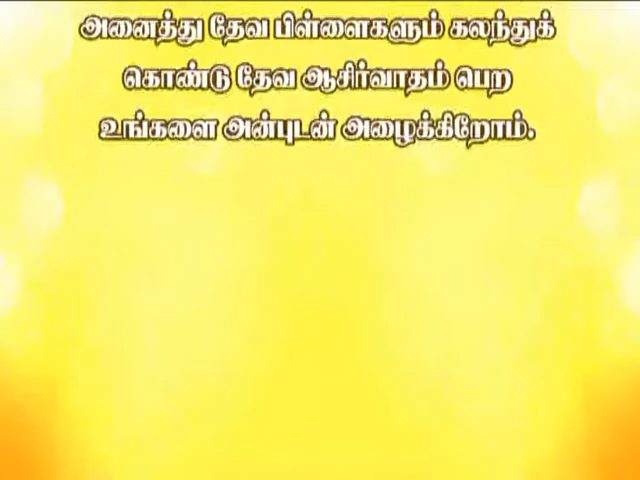 அனைத்து தேவ பிள்ளைகளும் கலந்துக்
கொண்டு தேவ ஆசிர்வாதம் பெற
உங்களை அன்புடன் அழைக்கிறோம்.